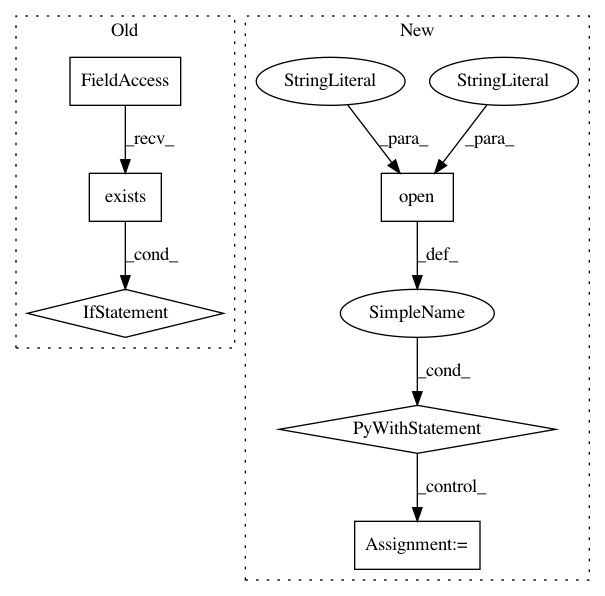 Old
New
FieldAccess
StringLiteral
StringLiteral
_recv_
_para_
_para_
exists
open
_cond_
_def_
IfStatement
SimpleName
_cond_
PyWithStatement
_control_
Assignment:=